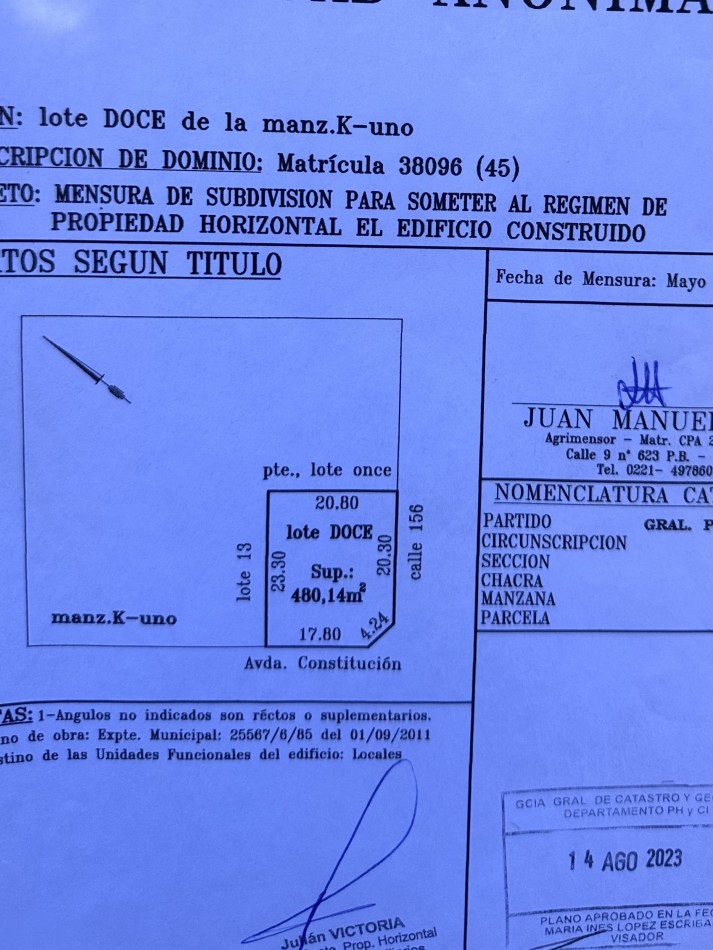 ANONIMA
N: lote DOCE de la manz.K-uno
CRIPCION DE DOMINIO: Matrícula 38096 (45)
ETO: MENSURA DE SUBDIVISION PARA SOMETER AL REGIMEN DE
PROPIEDAD HORIZONTAL EL EDIFICIO CONSTRUIDO
TOS SEGUN TITULO
pte., lote once
20.80
lote DOCE
lote 13
23.30
20.30
calle 156
Sup.:
480,14m²
manz.K-uno
17.80
4.24
Avda. Constitución
AS: 1-Angulos no indicados son réctos o suplementarios.
no de obra: Expte. Municipal: 25567/6/85 del 01/09/2011
stino de las Unidades Funcionales del edificio: Locales
Julián VICTORIA
Prop. Horizontal
Fecha de Mensura: Mayo
JUAN MANUEL
Agrimensor - Matr. CPA 2
Calle 9 n° 623 P.B. -
Tel. 0221- 497860
NOMENCLATURA CAT
PARTIDO GRAL. P
CIRCUNSCRIPCION
SECCION
CHACRA
MANZANA
PARCELA
GCIA GRAL DE CATASTRO Y GE
DEPARTAMENTO PH y CI
14 AGO 2023
PLANO APROBADO EN LA FEC
MARIA INES LOPEZ ESCRIBA
VISADOR